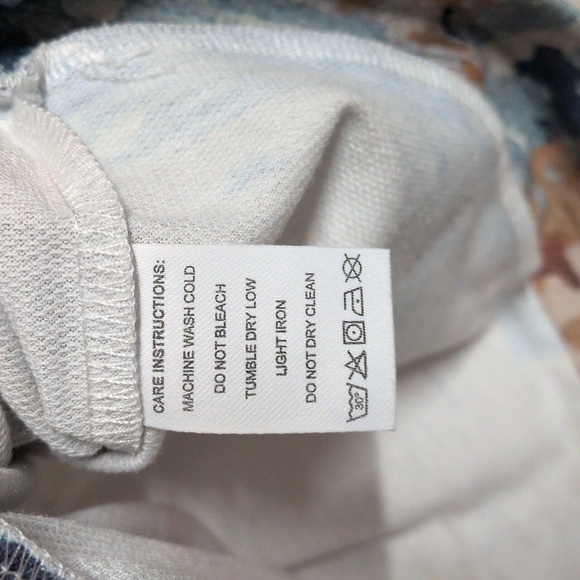 CARE INSTRUCTIONS:
MACHINE WASH COLD
DO NOT BLEACH
TUMBLE DRY LOW
LIGHT IRON
DO NOT DRY CLEAN
30°